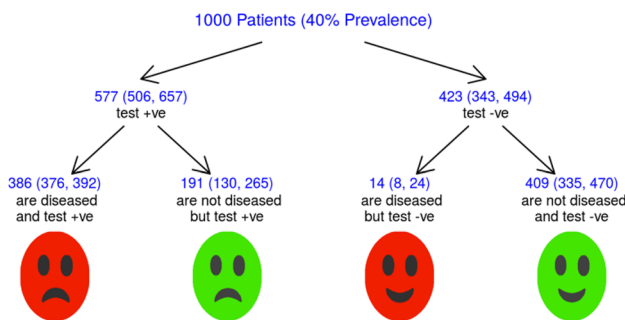 1000 Patients (40% Prevalence)
577 (506, 657)
test +ve
423 (343, 494)
test -ve
386 (376, 392)
are diseased
and test +ve
191 (130, 265)
are not diseased
but test +ve
14 (8, 24)
are diseased
but test -ve
409 (335, 470)
are not diseased
and test -ve